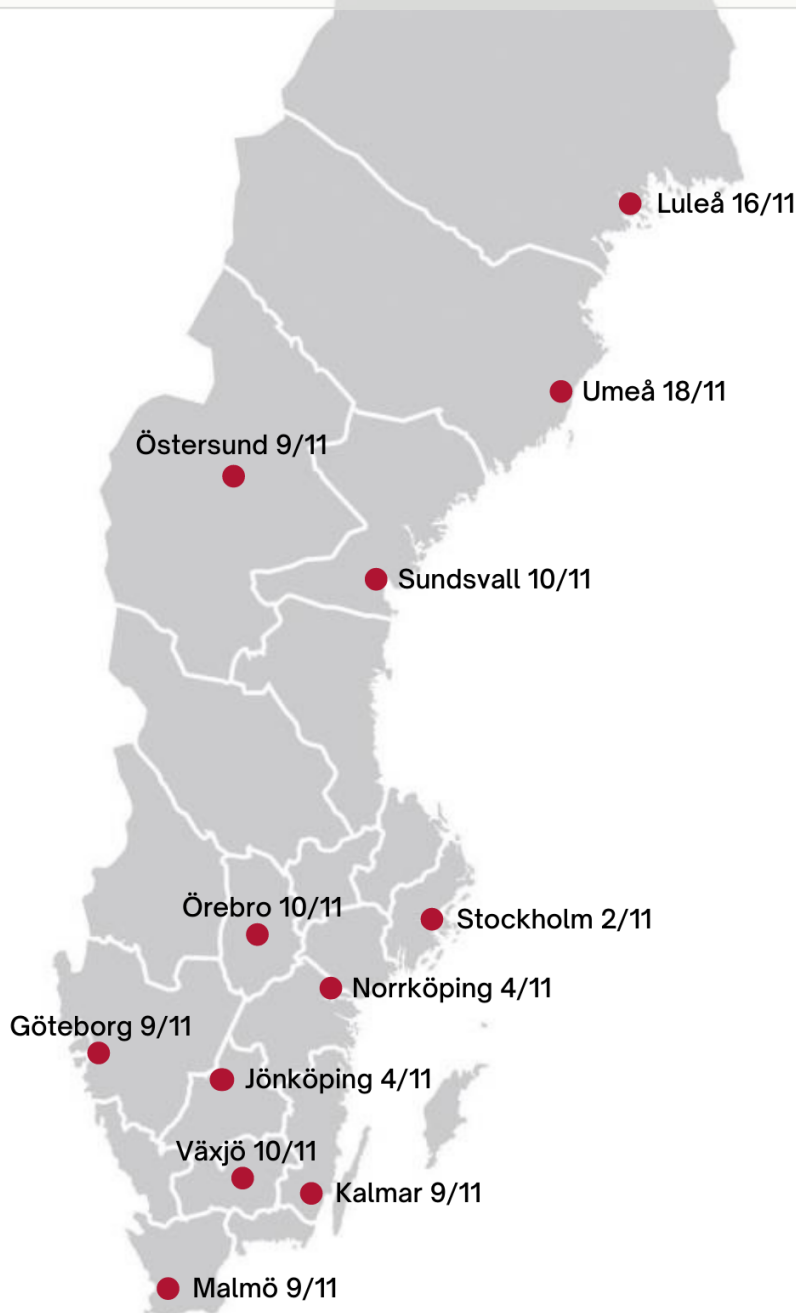 Luleå 16/11
Umeå 18/11
Östersund 9/11
Sundsvall 10/11
Örebro 10/11
Stockholm 2/11
Norrköping 4/11
Göteborg 9/11
Jönköping 4/11
Växjö 10/11
Kalmar 9/11
Malmö 9/11